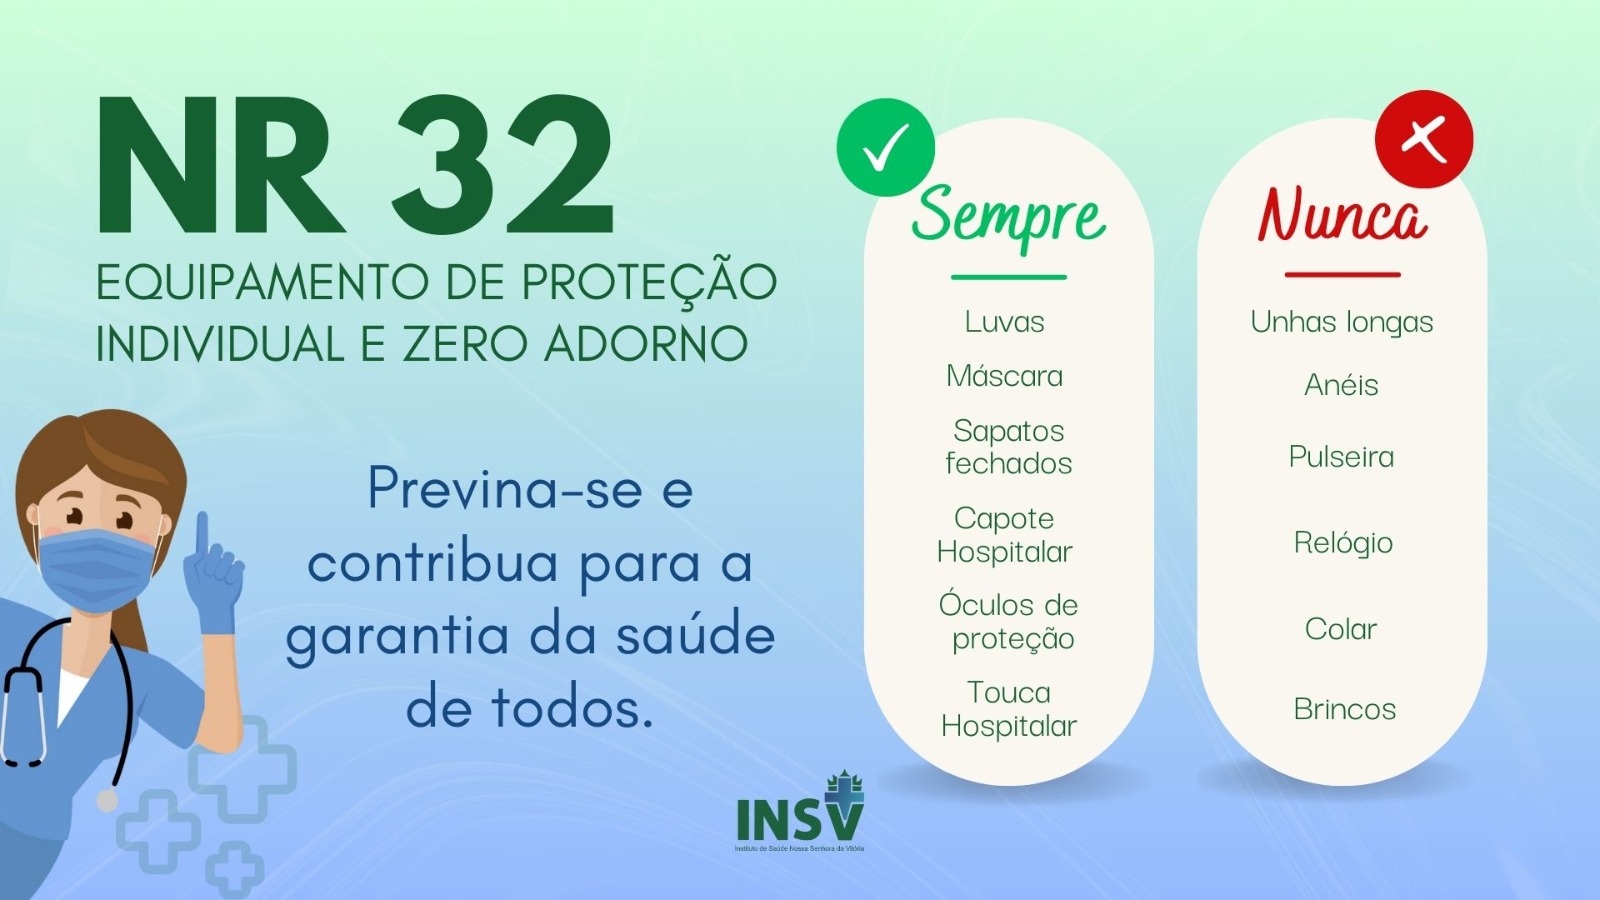 NR 32
EQUIPAMENTO DE PROTEÇÃO
INDIVIDUAL E ZERO ADORNO
Previna-se e
contribua para a
garantia da saúde
de todos.
Sempre
Luvas
Máscara
Sapatos
fechados
Capote
Hospitalar
Óculos de
proteção
Touca
Hospitalar
Nunca
Unhas longas
Anéis
Pulseira
Relógio
Colar
Brincos
INSV
Instituto de Saúde Nossa Senhora da Vitória